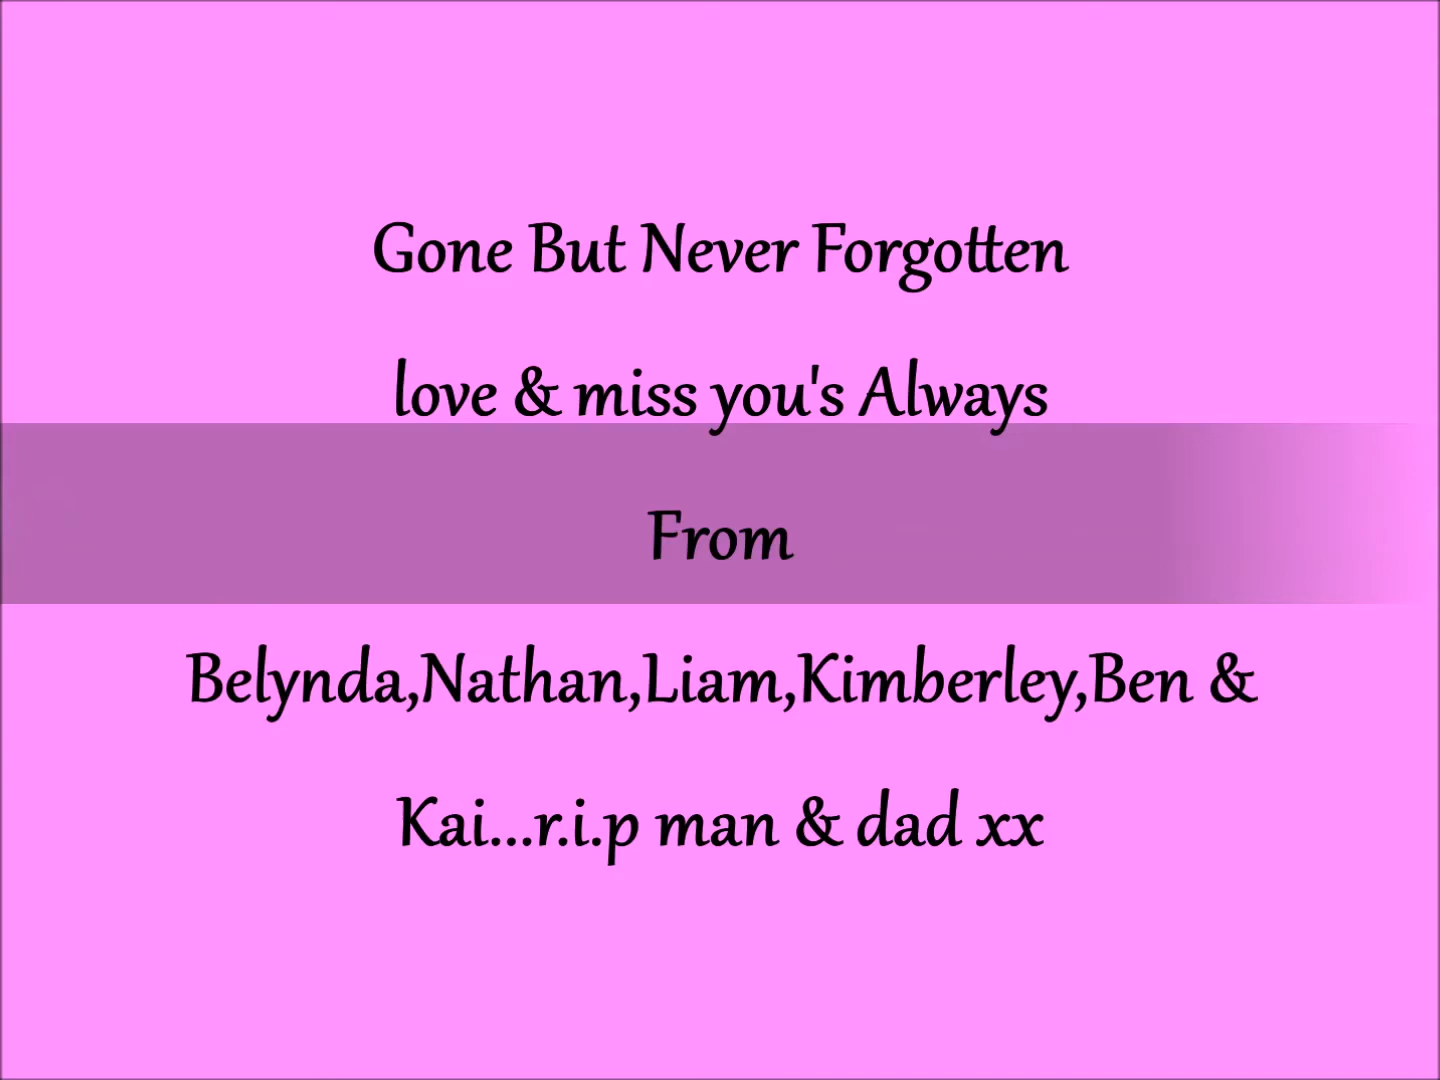 Gone But Never Forgotten
love & miss you's Always
From
Belynda,Nathan,Liam,Kimberley,Ben &
Kai...r.i.p man & dad xx